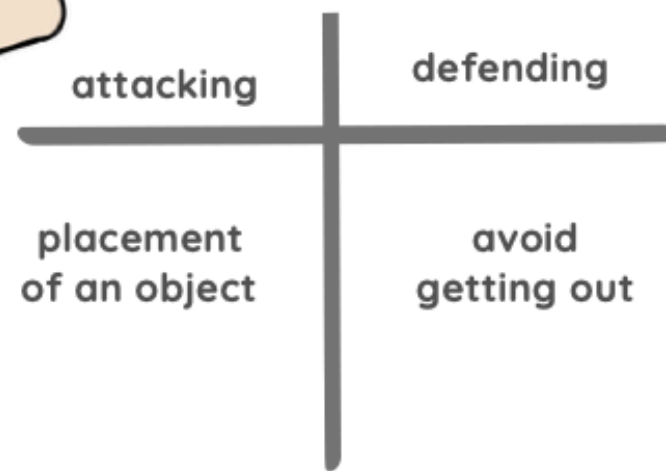 attacking
defending
placement
of an object
avoid
getting out